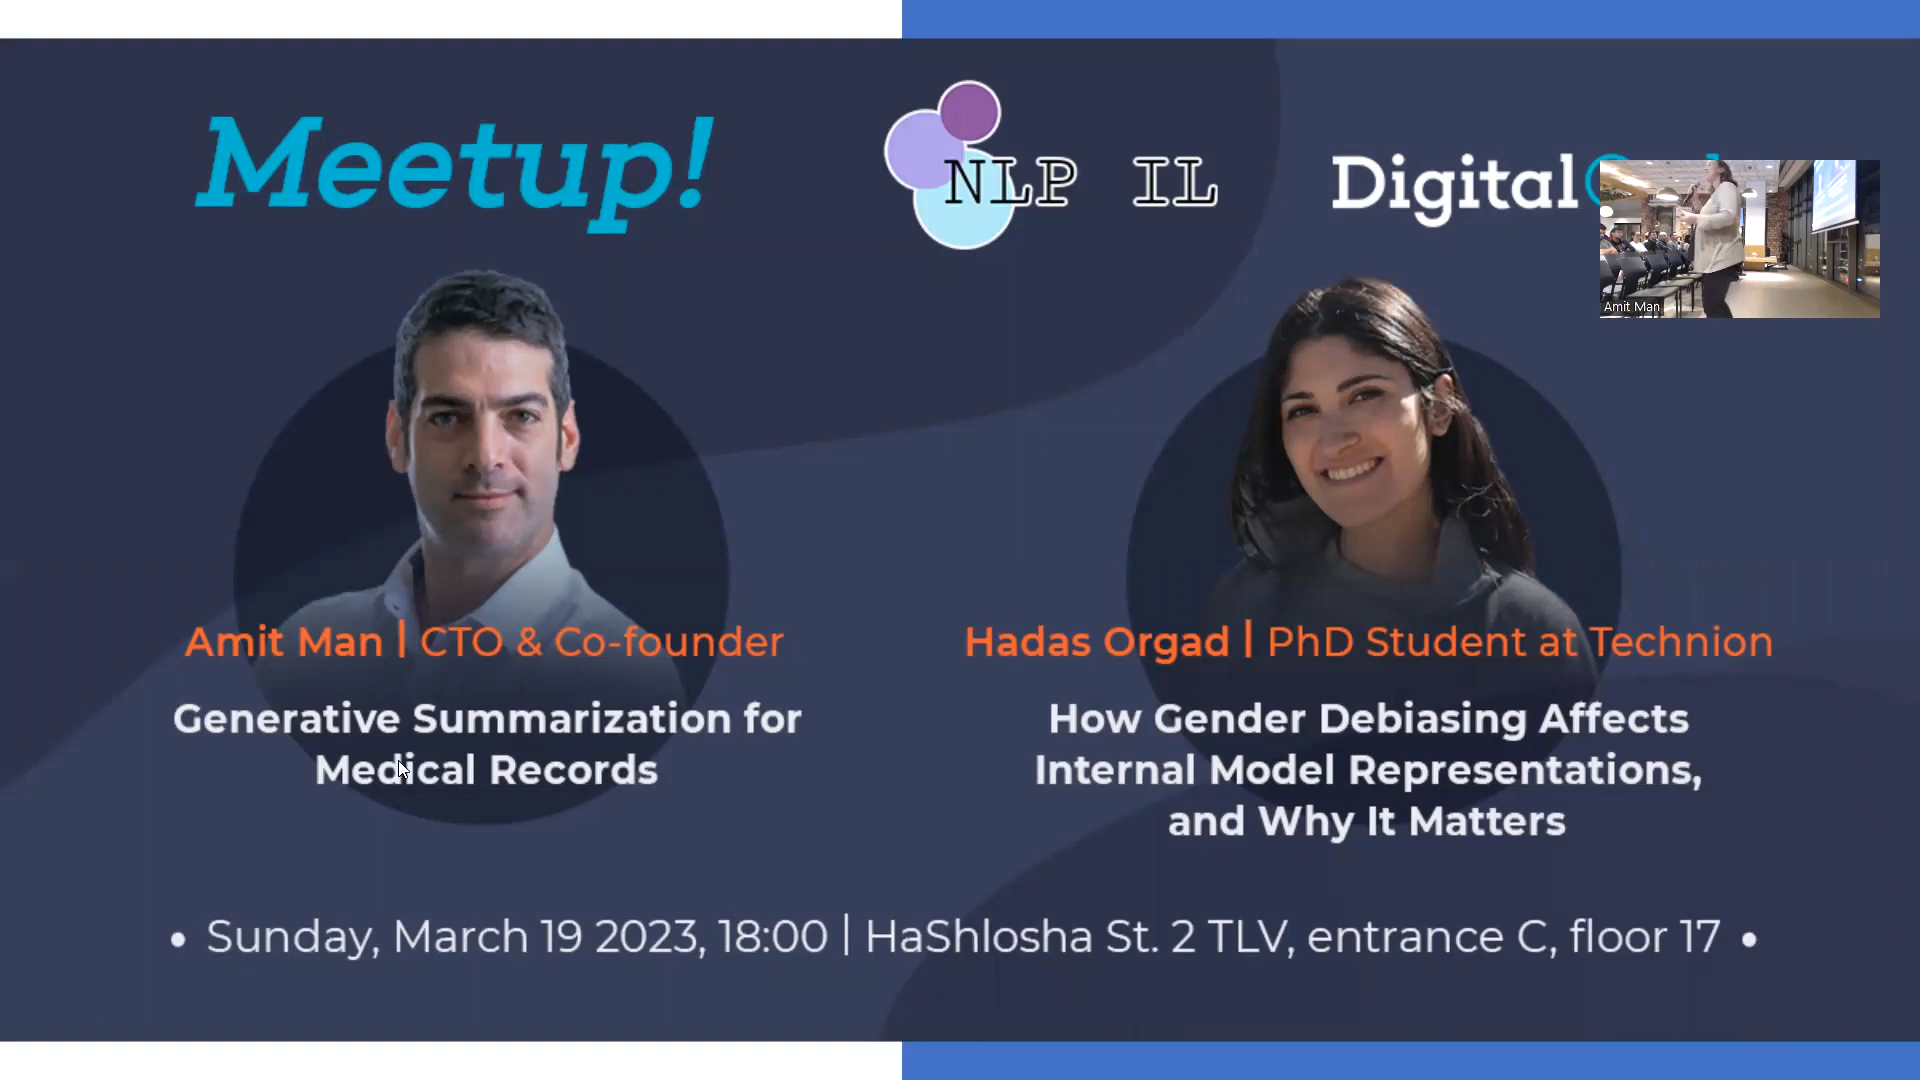 Meetup!
NLP IL
Digital
Amit Man
Amit Man | CTO & Co-founder
Generative Summarization for
Medical Records
Hadas Orgad | PhD Student at Technion
How Gender Debiasing Affects
Internal Model Representations,
and Why It Matters
• Sunday, March 19 2023, 18:00 | HaShlosha St. 2 TLV, entrance C, floor 17 •